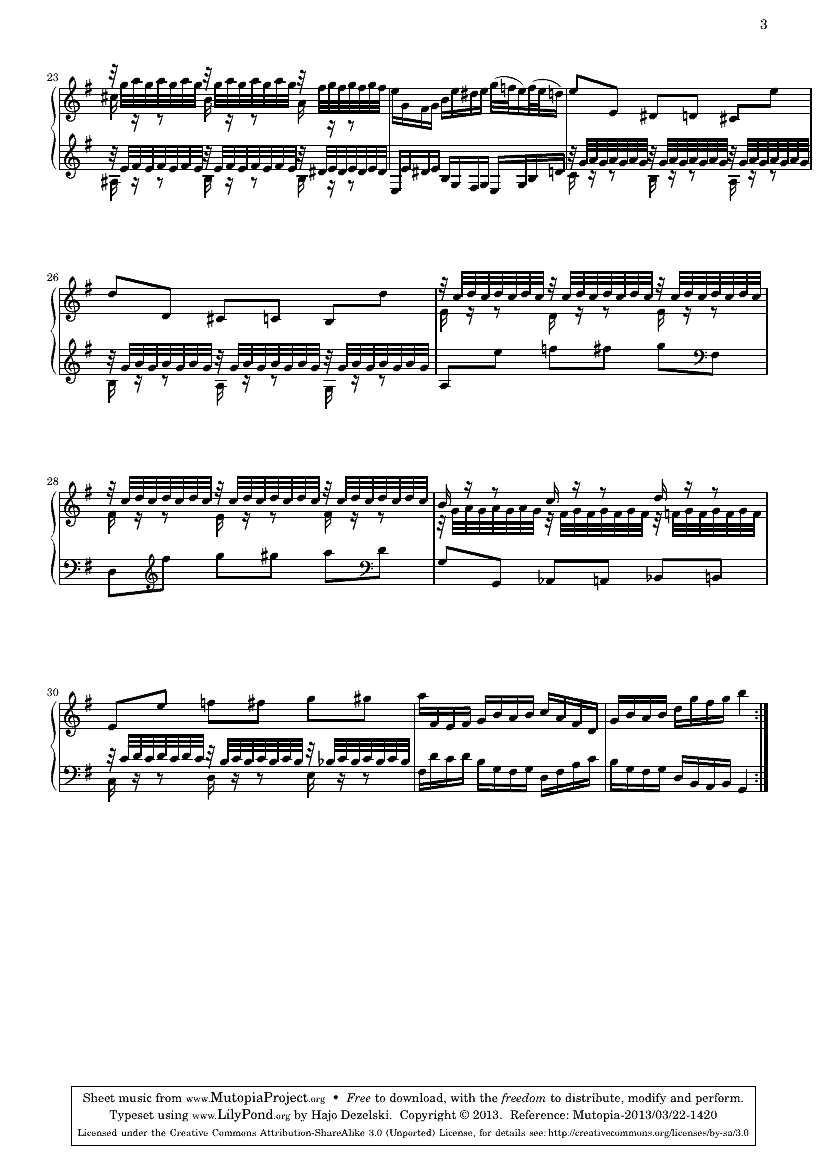 3
23
26
28
30
Sheet music from www.MutopiaProject.org • Free to download, with the freedom to distribute, modify and perform.
Typeset using www.LilyPond.org by Hajo Dezelski. Copyright © 2013. Reference: Mutopia-2013/03/22-1420
Licensed under the Creative Commons Attribution-ShareAlike 3.0 (Unported) License, for details see: http://creativecommons.org/licenses/by-sa/3.0